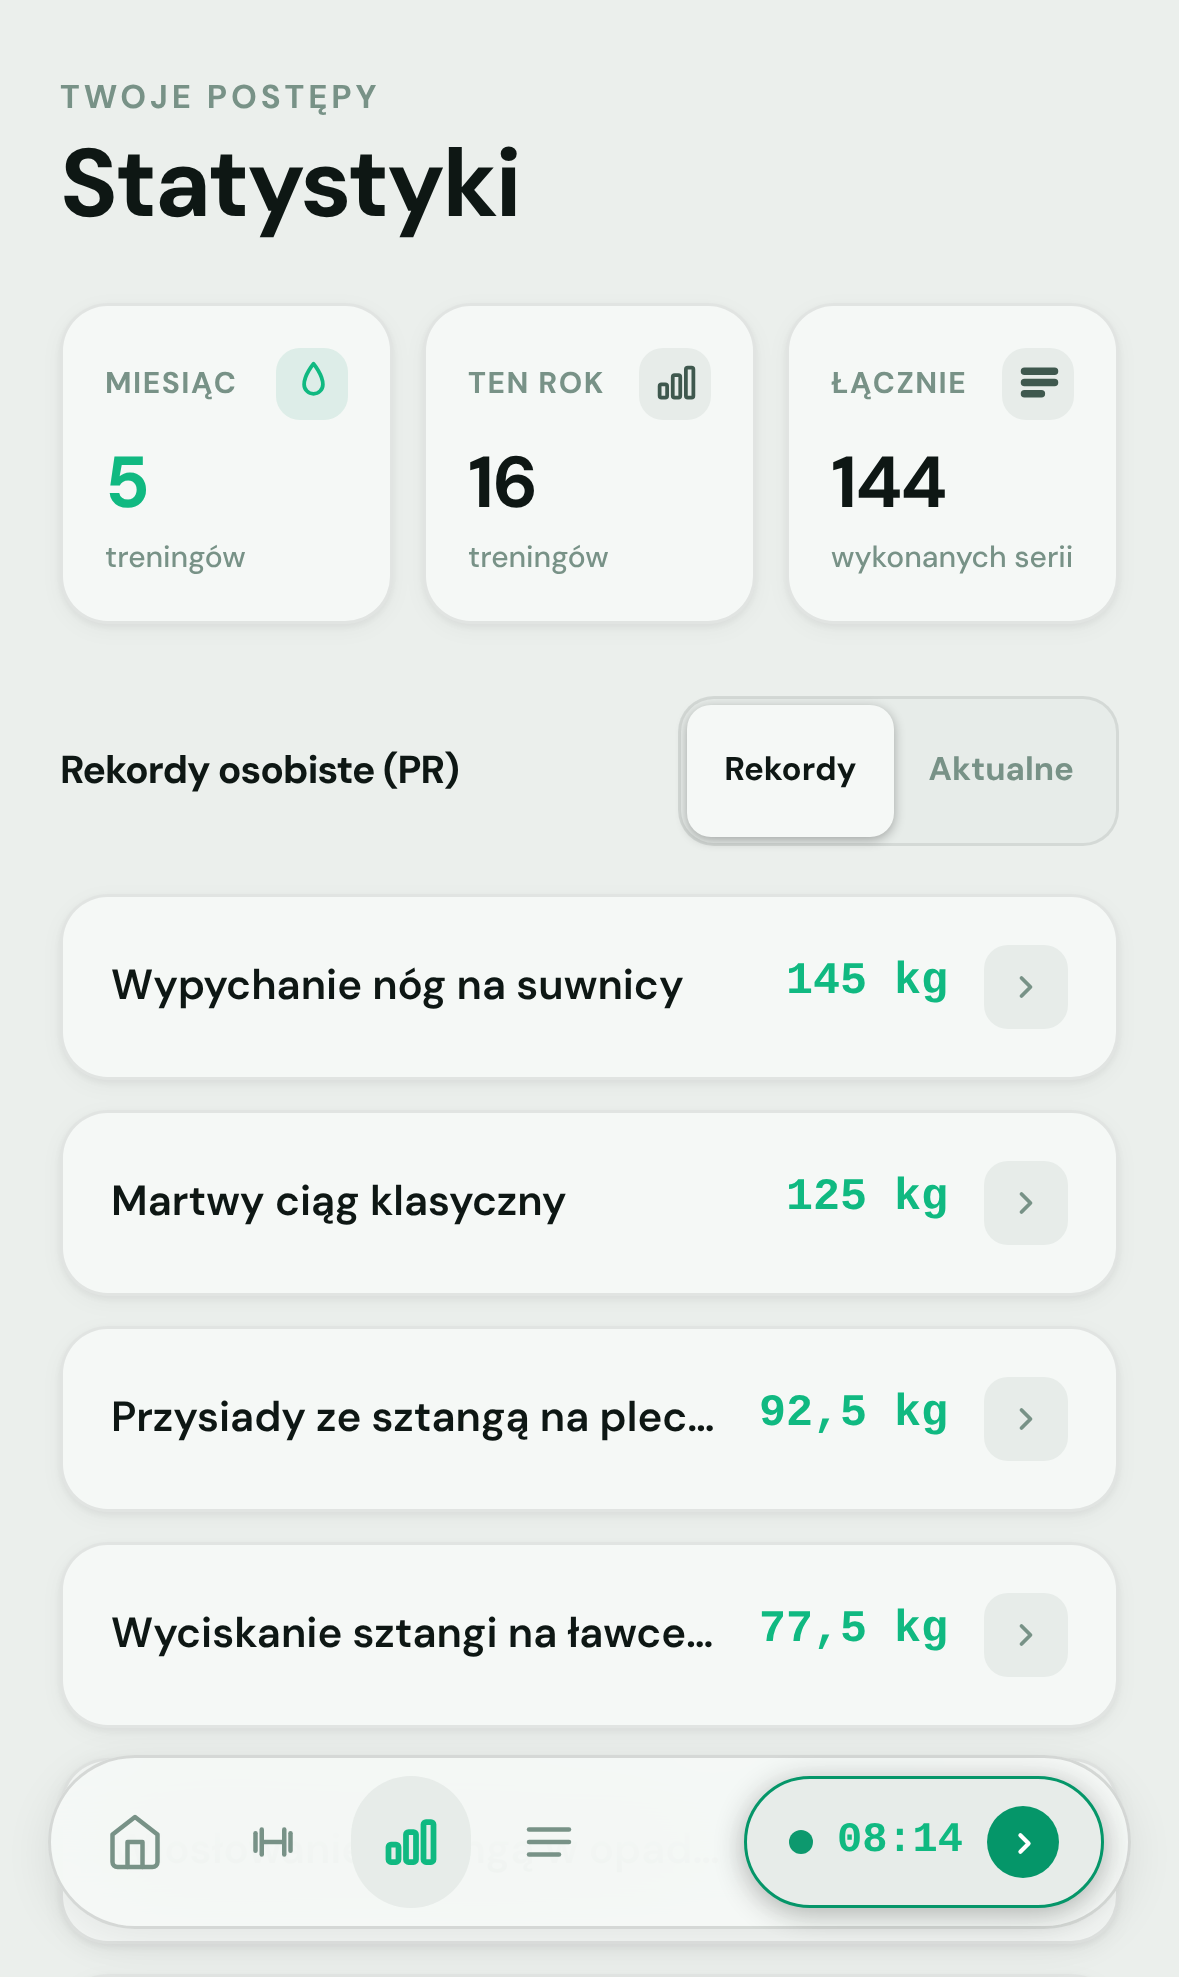 TWOJE POSTĘPY
Statystyki
MIESIĄC
5
treningów
TEN ROK
16
treningów
ŁĄCZNIE
144
wykonanych serii
Rekordy osobiste (PR)
Rekordy
Aktualne
Wypychanie nóg na suwnicy
145 kg
Martwy ciąg klasyczny
125 kg
Przysiady ze sztangą na plec...
92,5 kg
Wyciskanie sztangi na ławce...
77,5 kg
08:14